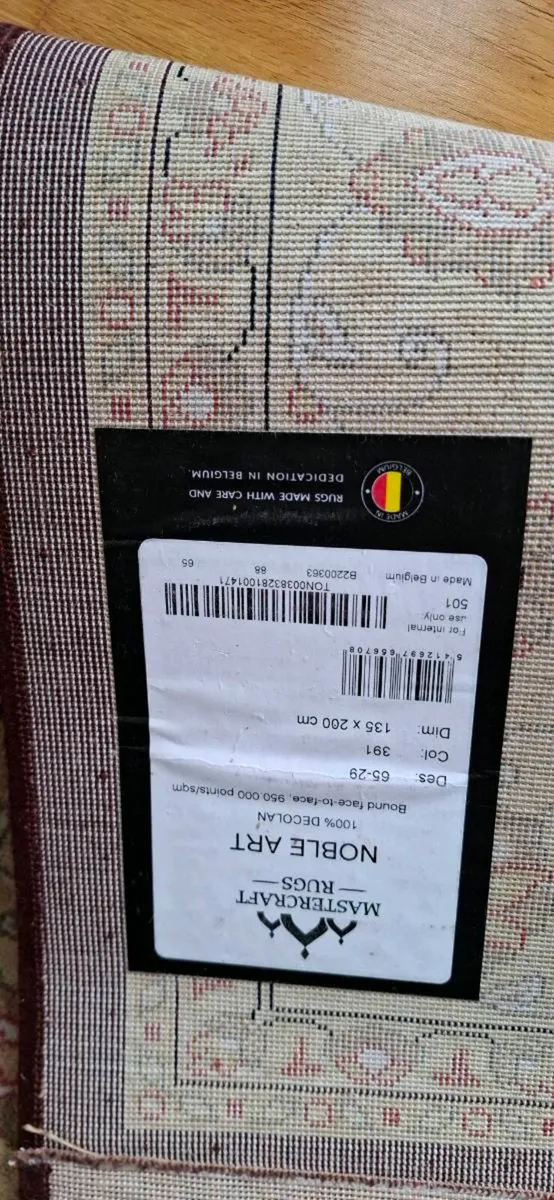 MASTERCRAFT
— RUGS —
NOBLE ART
100% DECOLAN
Bound face-to-face, 950.000 points/sqm
Des: 65-29
Col: 391
Dim: 135 x 200 cm
5 412697 656708
For internal
use only:
501
TON00383281001471
Made in Belgium B2200363 88 65
RUGS MADE WITH CARE AND
DEDICATION IN BELGIUM.
MADE IN
BELGIUM